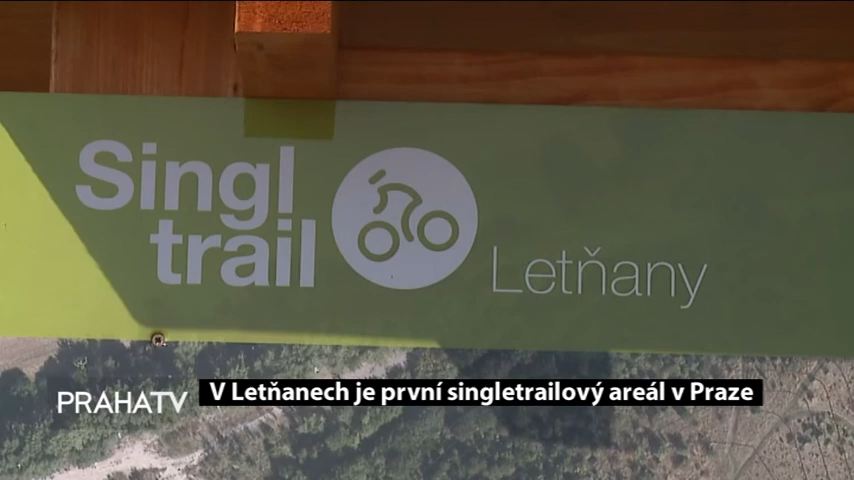 Singl
trail
Letňany
PRAHATV
V Letňanech je první singletrailový areál v Praze